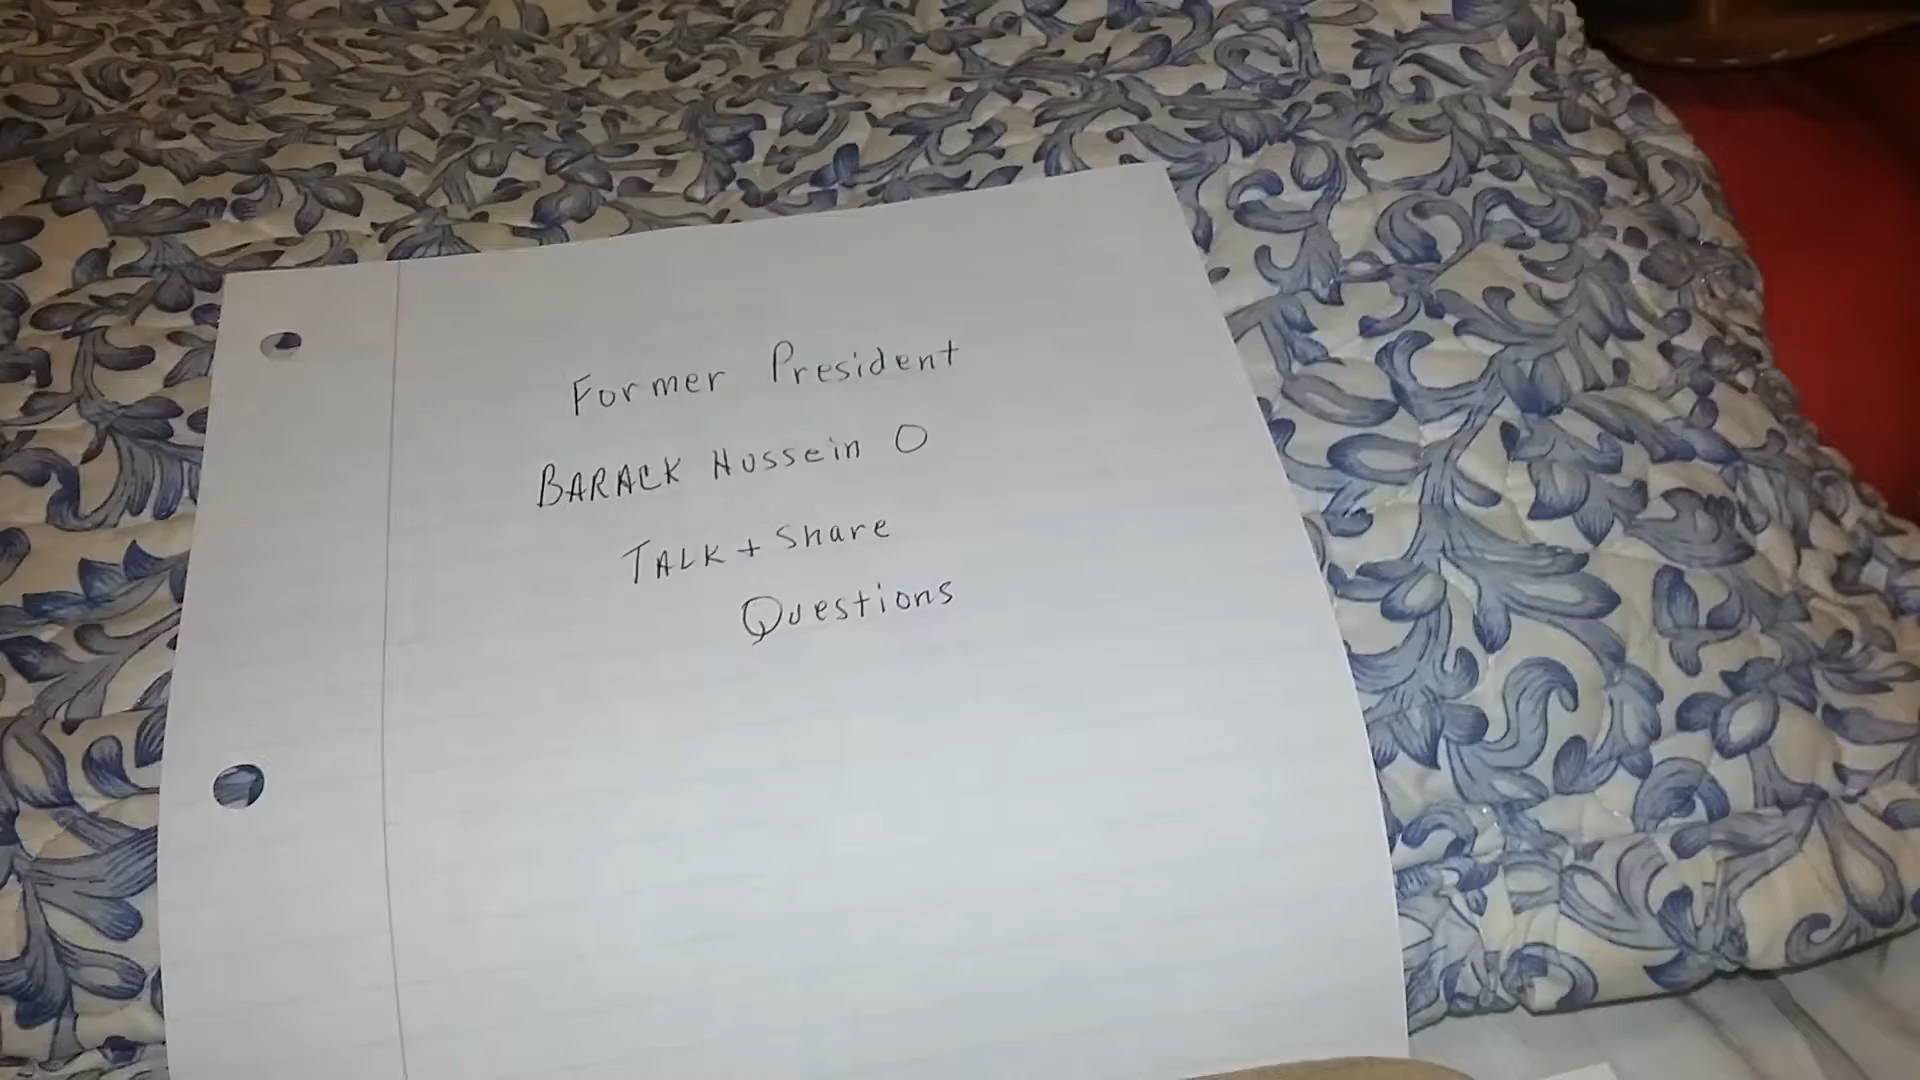 Former President
BARACK Hussein O
TALK + Share
Questions